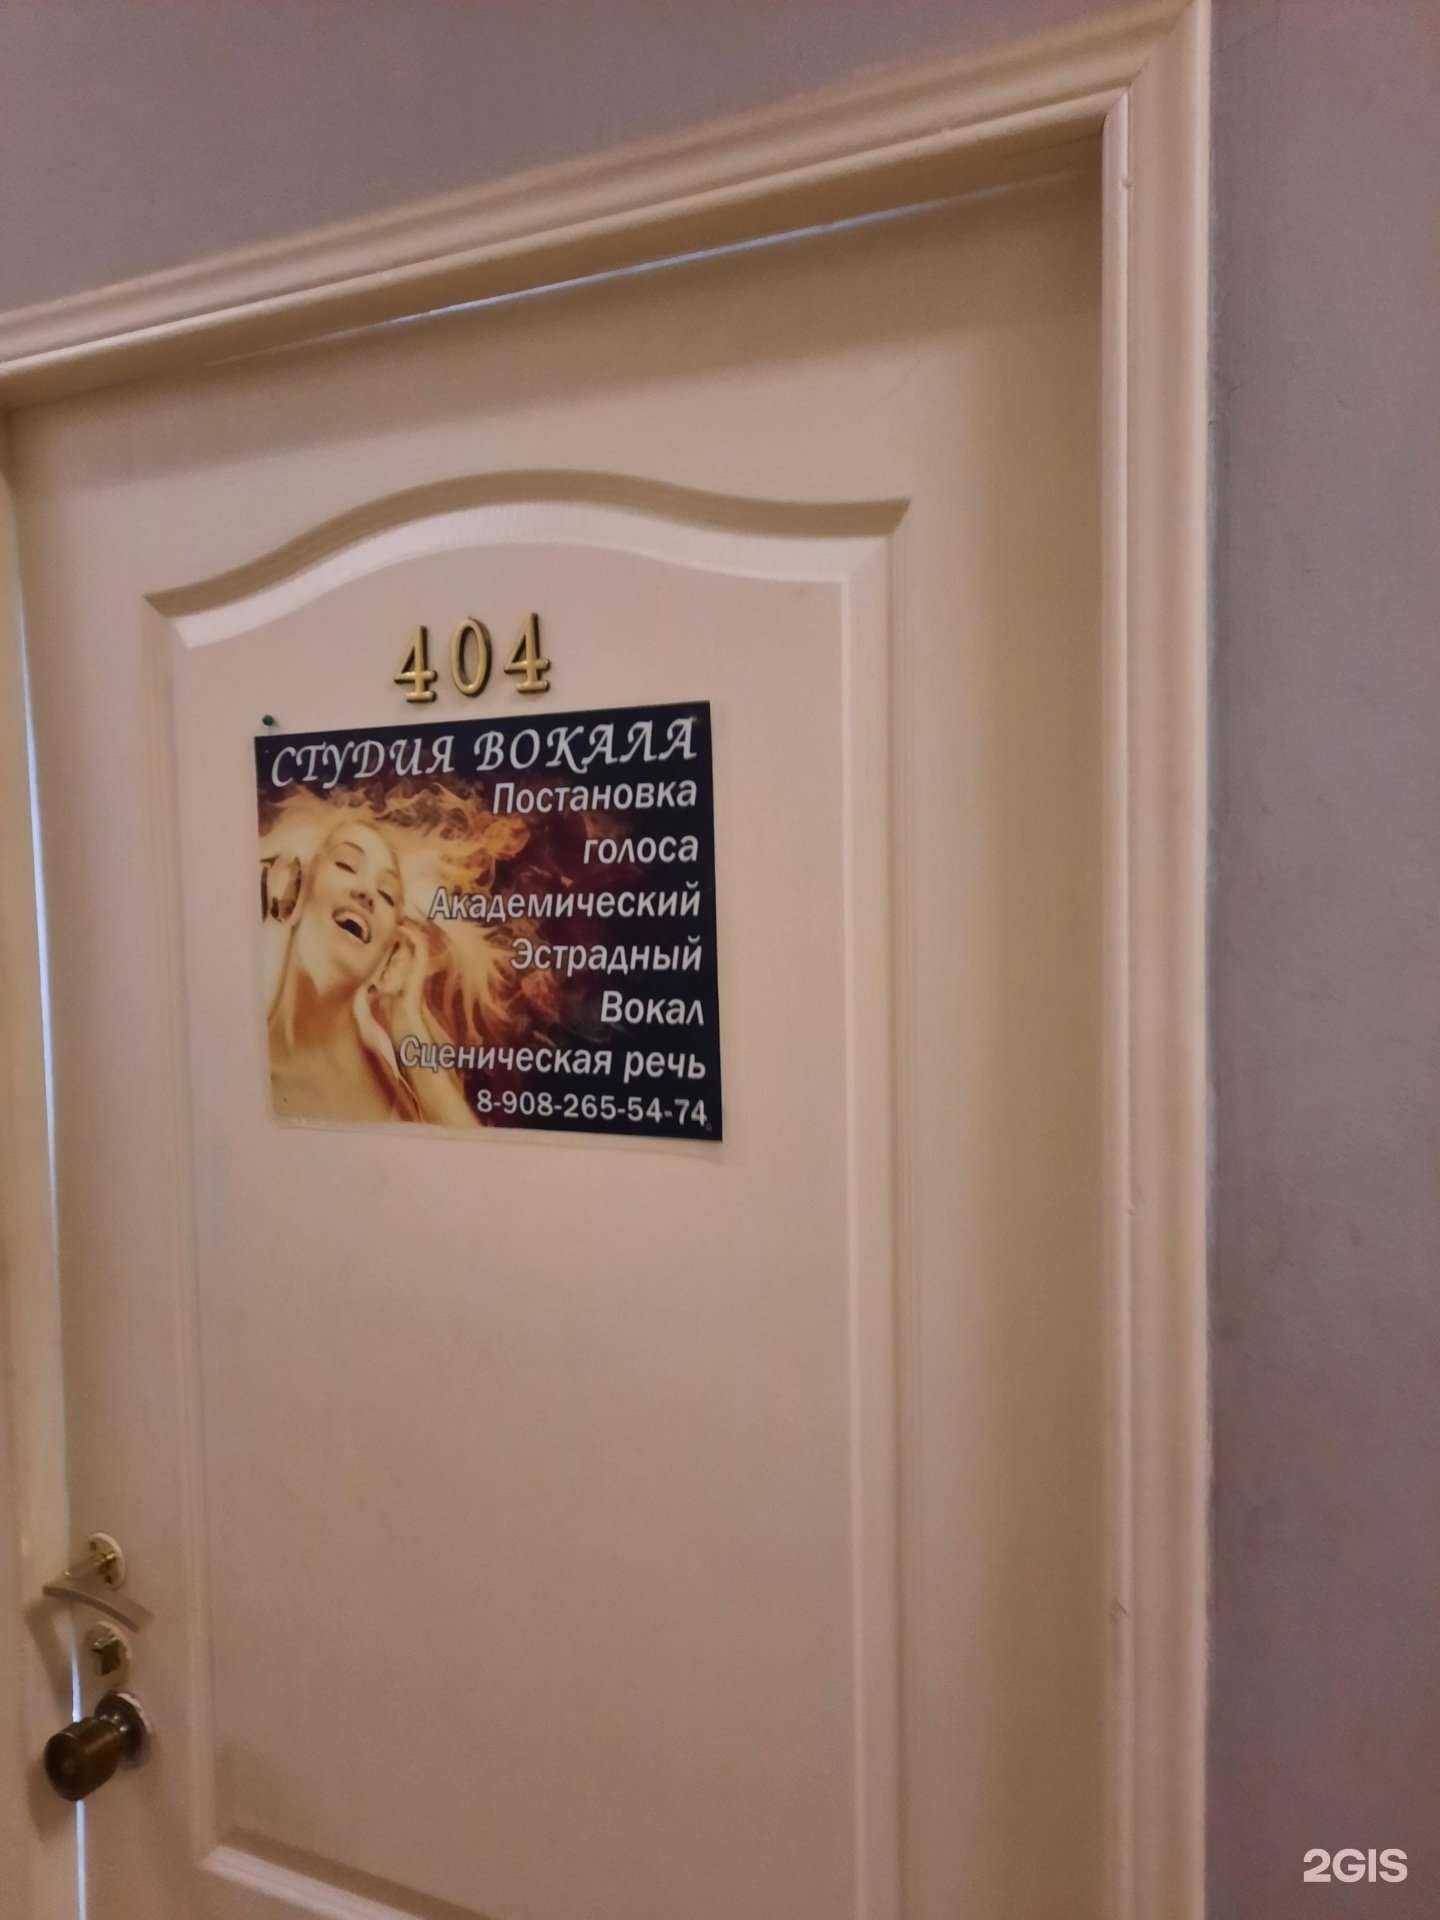 404
СТУДИЯ ВОКАЛА
Постановка
голоса
Академический
Эстрадный
Вокал
Сценическая речь
8-908-265-54-74
2GIS